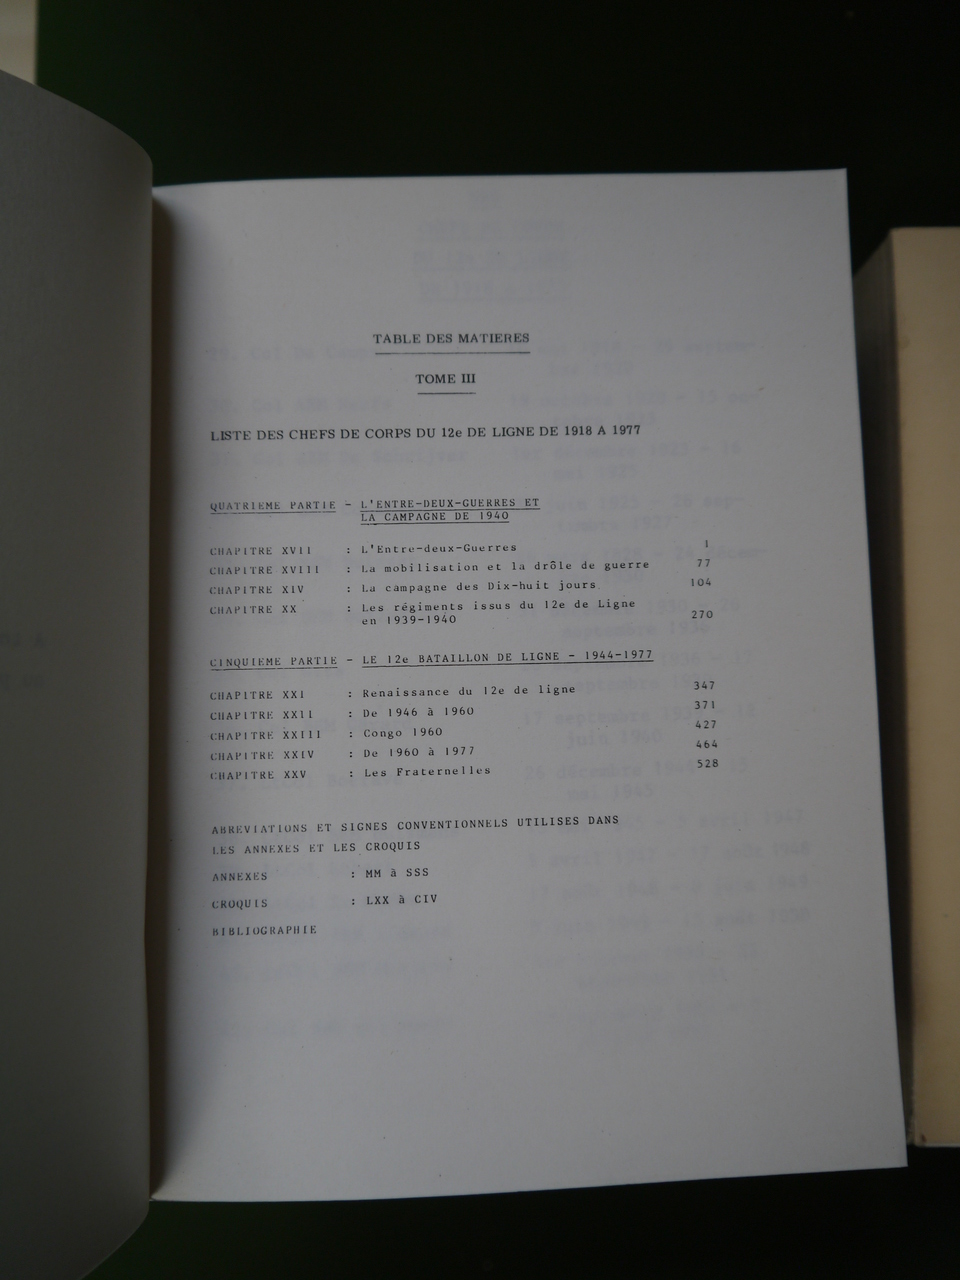 TABLE DES MATIERES
TOME III
LISTE DES CHEFS DE CORPS DU 12e DE LIGNE DE 1918 A 1977
QUATRIEME PARTIE - L'ENTRE-DEUX-GUERRES ET
LA CAMPAGNE DE 1940
CHAPITRE XVII : L'Entre-deux-Guerres 1
CHAPITRE XVIII : La mobilisation et la drôle de guerre 77
CHAPITRE XIV : La campagne des Dix-huit jours 104
CHAPITRE XX : Les régiments issus du 12e de Ligne
en 1939-1940 270
CINQUIEME PARTIE - LE 12e BATAILLON DE LIGNE - 1944-1977
CHAPITRE XXI : Renaissance du 12e de ligne 347
CHAPITRE XXII : De 1946 à 1960 371
CHAPITRE XXIII : Congo 1960 427
CHAPITRE XXIV : De 1960 à 1977 464
CHAPITRE XXV : Les Fraternelles 528
ABREVIATIONS ET SIGNES CONVENTIONNELS UTILISES DANS
LES ANNEXES ET LES CROQUIS
ANNEXES : MM à SSS
CROQUIS : LXX à CIV
BIBLIOGRAPHIE